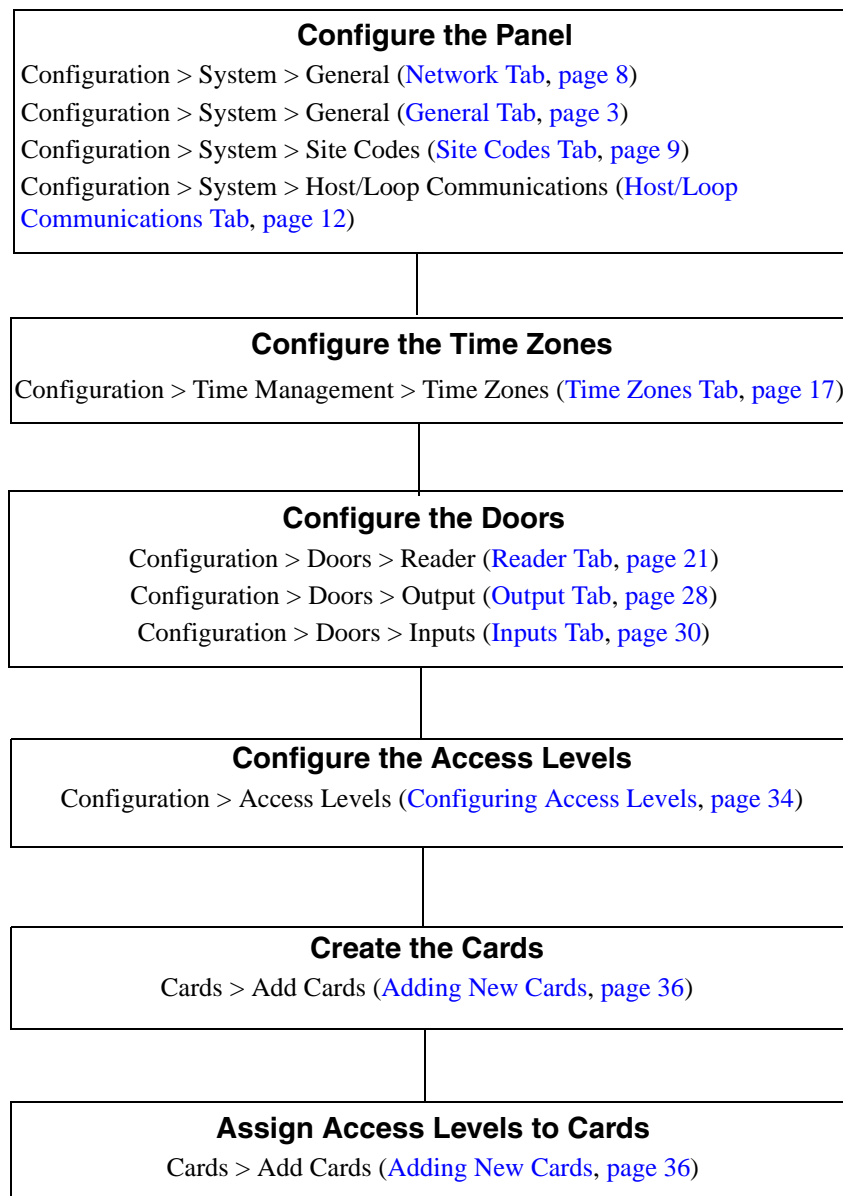 Configure the Panel
Configuration > System > General (Network Tab, page 8)
Configuration > System > General (General Tab, page 3)
Configuration > System > Site Codes (Site Codes Tab, page 9)
Configuration > System > Host/Loop Communications (Host/Loop
Communications Tab, page 12)
Configure the Time Zones
Configuration > Time Management > Time Zones (Time Zones Tab, page 17)
Configure the Doors
Configuration > Doors > Reader (Reader Tab, page 21)
Configuration > Doors > Output (Output Tab, page 28)
Configuration > Doors > Inputs (Inputs Tab, page 30)
Configure the Access Levels
Configuration > Access Levels (Configuring Access Levels, page 34)
Create the Cards
Cards > Add Cards (Adding New Cards, page 36)
Assign Access Levels to Cards
Cards > Add Cards (Adding New Cards, page 36)